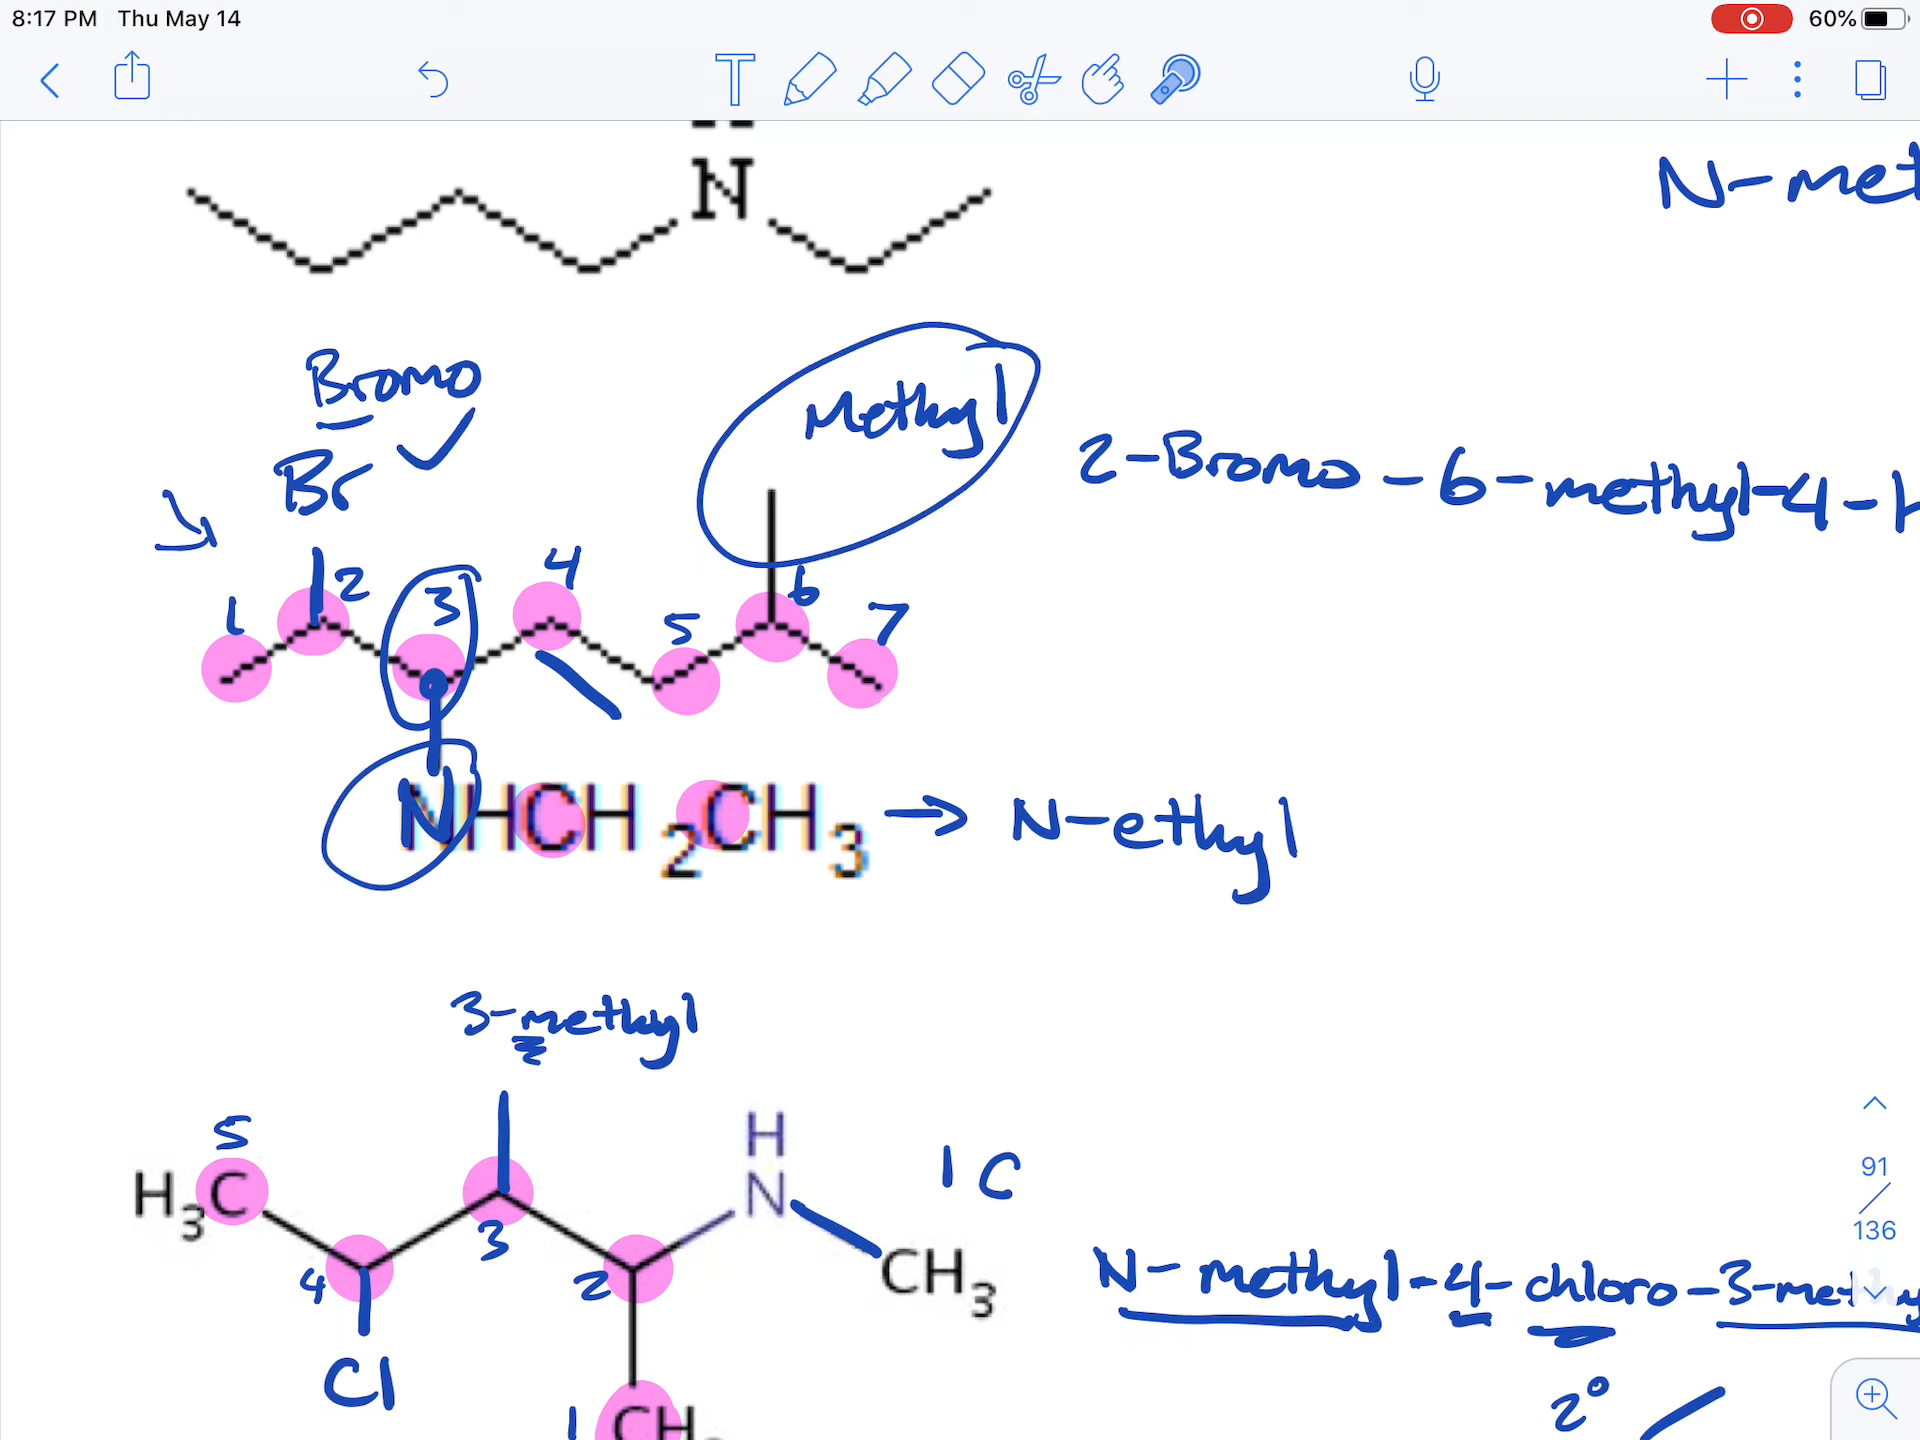 8:17 PM Thu May 14
60%
N
N-met
Bromo
Br
Methyl
2-Bromo-6-methyl-4-
1 2 3 4 5 6 7
NHCH2CH3 → N-ethyl
3-methyl
5
H3C
4
3
2
H
N
1 C
CH3
Cl
1
CH
N-methyl-4-chloro-3-methy
2°
91
136